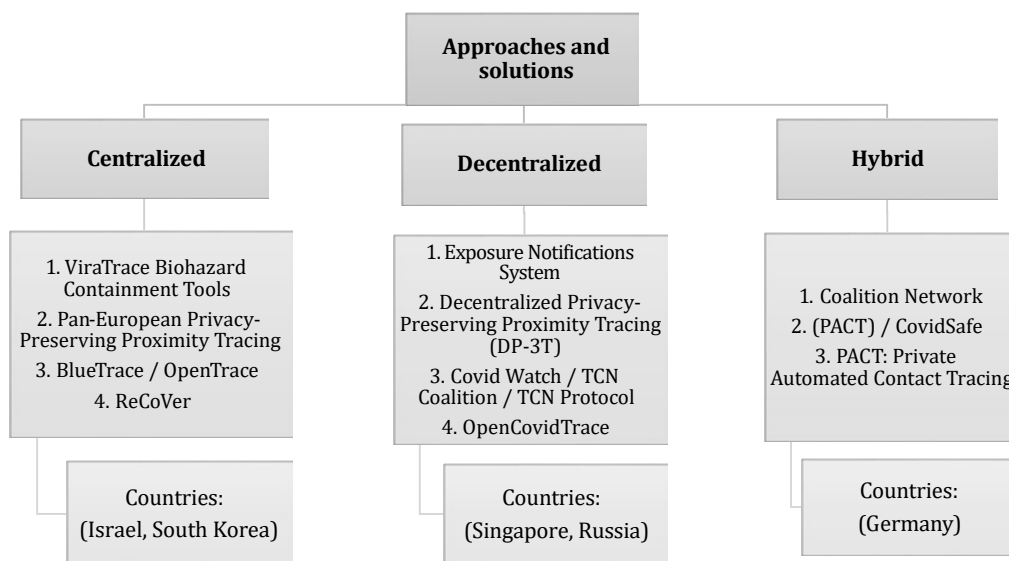 Approaches and
solutions
Centralized
Decentralized
Hybrid
1. ViraTrace Biohazard
Containment Tools
2. Pan-European Privacy-
Preserving Proximity Tracing
3. BlueTrace / OpenTrace
4. ReCoVer
1. Exposure Notifications
System
2. Decentralized Privacy-
Preserving Proximity Tracing
(DP-3T)
3. Covid Watch / TCN
Coalition / TCN Protocol
4. OpenCovidTrace
1. Coalition Network
2. (PACT) / CovidSafe
3. PACT: Private
Automated Contact Tracing
Countries:
(Israel, South Korea)
Countries:
(Singapore, Russia)
Countries:
(Germany)